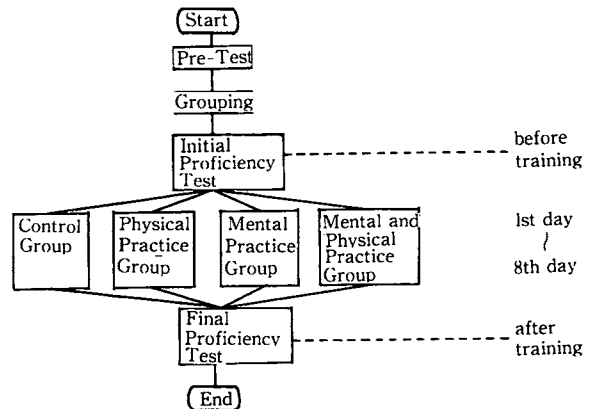 Start
Pre-Test
Grouping
Initial
Proficiency
Test
before
training
Control
Group
Physical
Practice
Group
Mental
Practice
Group
Mental and
Physical
Practice
Group
1st day
~
8th day
Final
Proficiency
Test
after
training
End